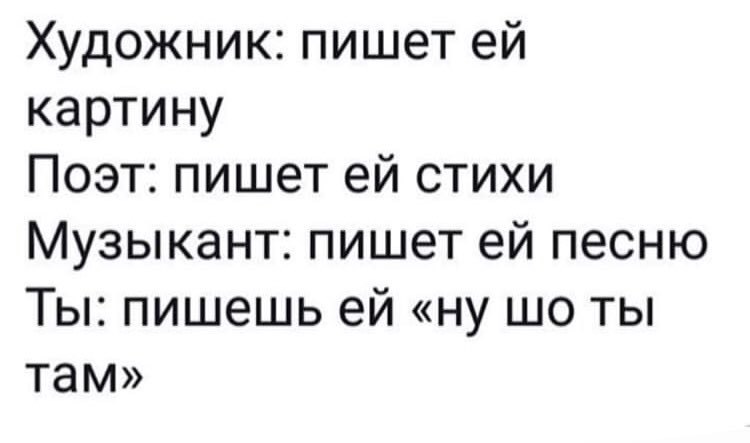 Художник: пишет ей
картину
Поэт: пишет ей стихи
Музыкант: пишет ей песню
Ты: пишешь ей «ну шо ты
там»